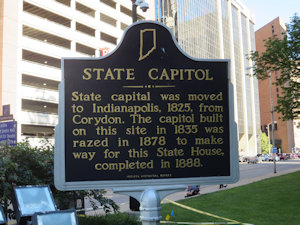 STATE CAPITOL
State capital was moved
to Indianapolis, 1825, from
Corydon. The capitol built
on this site in 1835 was
razed in 1878 to make
way for this State House,
completed in 1888.